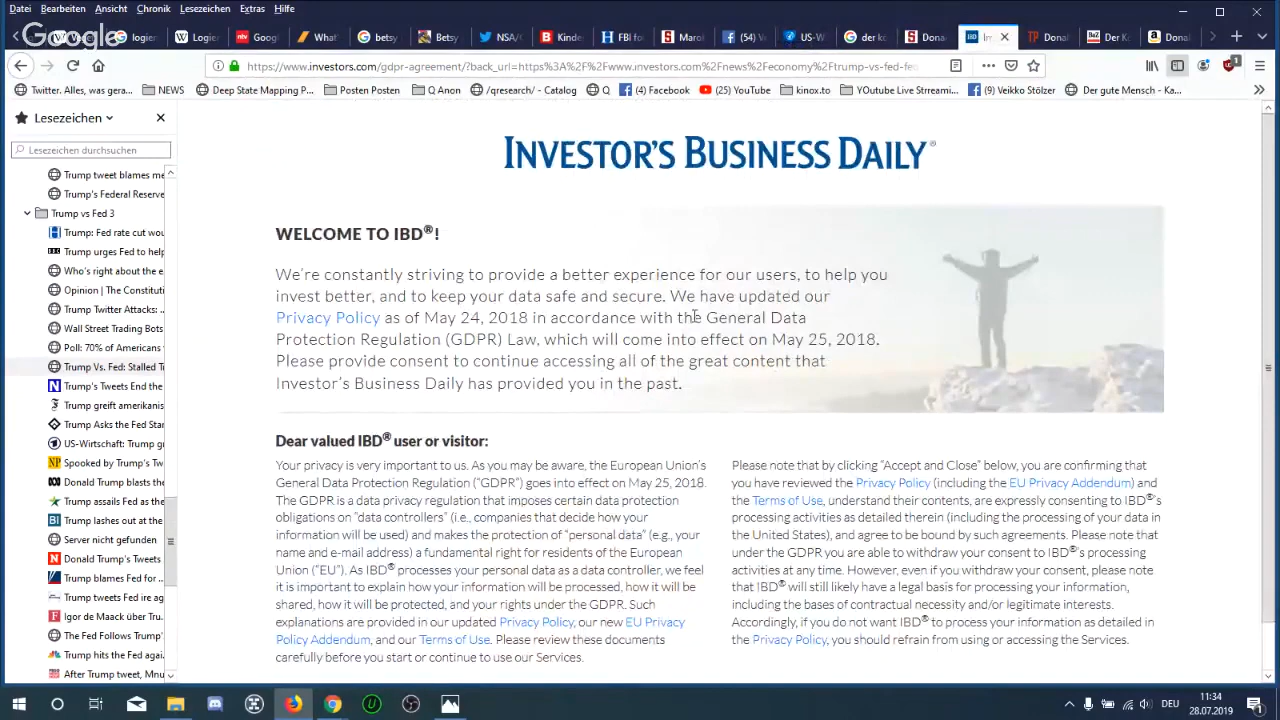 Datei Bearbeiten Ansicht Chronik Lesezeichen Extras Hilfe
Google
logier
Logier
ntv Goog
What'
betsy
Betsy
NSA/
Kinde
FBI fo
Marok
(54)
US-W
der ko
Dona
Im
Donal
Der K
Donal
https://www.investors.com/gdpr-agreement/?back_url=https%3A%2F%2Fwww.investors.com%2Fnews%2Feconomy%2Ftrump-vs-fed-fec
Twitter. Alles, was gera... NEWS Deep State Mapping P... Posten Posten Q Anon /qresearch/ - Catalog Q (4) Facebook (25) YouTube kinox.to YOutube Live Strreami... (9) Veikko Stölzer Der gute Mensch - Ka...
Lesezeichen
Lesezeichen durchsuchen
Trump tweet blames me
Trump's Federal Reserve
Trump vs Fed 3
Trump: Fed rate cut wou
Trump urges Fed to help
Who's right about the e
Opinion | The Constituti
Trump Twitter Attacks:
Wall Street Trading Bots
Poll: 70% of Americans
Trump Vs. Fed: Stalled T
Trump's Tweets End the
Trump greift amerikanis
Trump Asks the Fed Stan
US-Wirtschaft: Trump gr
Spooked by Trump's Tw
Donald Trump blasts the
Trump assails Fed as the
Trump lashes out at the
Server nicht gefunden
Donald Trump's Tweets
Trump blames Fed for
Trump tweets Fed ire ag
Igor de Maack über Tru
The Fed Follows Trump'
Trump hits the Fed agai
After Trump tweet, Mnu
INVESTOR'S BUSINESS DAILY®
WELCOME TO IBD®!
We're constantly striving to provide a better experience for our users, to help you
invest better, and to keep your data safe and secure. We have updated our
Privacy Policy as of May 24, 2018 in accordance with the General Data
Protection Regulation (GDPR) Law, which will come into effect on May 25, 2018.
Please provide consent to continue accessing all of the great content that
Investor's Business Daily has provided you in the past.
Dear valued IBD® user or visitor:
Your privacy is very important to us. As you may be aware, the European Union's
General Data Protection Regulation ("GDPR") goes into effect on May 25, 2018.
The GDPR is a data privacy regulation that imposes certain data protection
obligations on "data controllers" (i.e., companies that decide how your
information will be used) and makes the protection of "personal data" (e.g., your
name and e-mail address) a fundamental right for residents of the European
Union ("EU"). As IBD® processes your personal data as a data controller, we feel
it is important to explain how your information will be processed, how it will be
shared, how it will be protected, and your rights under the GDPR. Such
explanations are provided in our updated Privacy Policy, our new EU Privacy
Policy Addendum, and our Terms of Use. Please review these documents
carefully before you start or continue to use our Services.
Please note that by clicking "Accept and Close" below, you are confirming that
you have reviewed the Privacy Policy (including the EU Privacy Addendum) and
the Terms of Use, understand their contents, are expressly consenting to IBD®'s
processing activities as detailed therein (including the processing of your data in
the United States), and agree to be bound by such agreements. Please note that
under the GDPR you are able to withdraw your consent to IBD®'s processing
activities at any time. However, even if you withdraw your consent, please note
that IBD® will still likely have a legal basis for processing your information,
including the bases of contractual necessity and/or legitimate interests.
Accordingly, if you do not want IBD® to process your information as detailed in
the Privacy Policy, you should refrain from using or accessing the Services.
DEU
11:34
28.07.2019